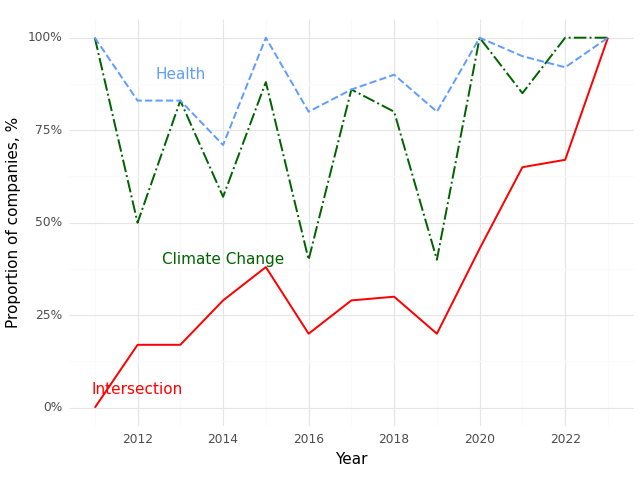 100%
75%
50%
25%
0%
Proportion of companies, %
Health
Climate Change
Intersection
2012 2014 2016 2018 2020 2022
Year